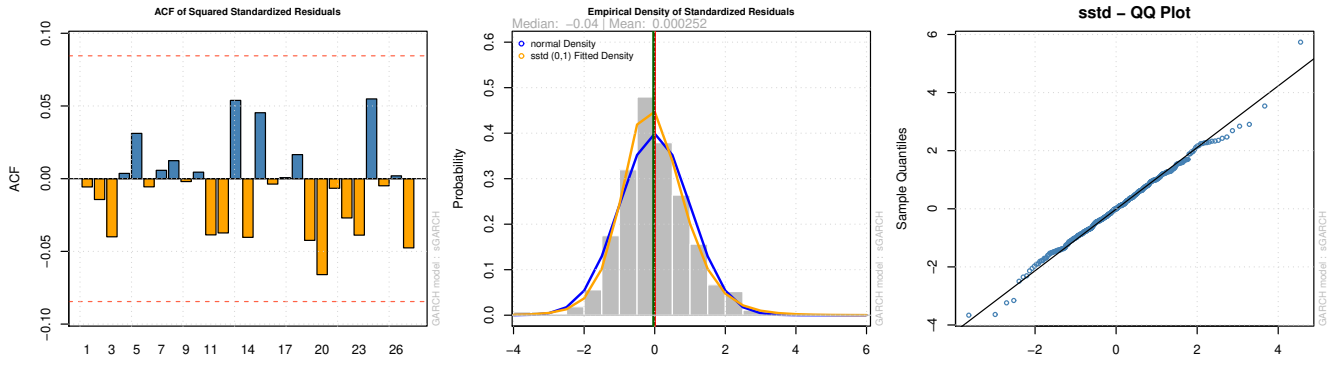 ACF of Squared Standardized Residuals
0.10
0.05
0.00
−0.05
−0.10
ACF
1 3 5 7 9 11 14 17 20 23 26
GARCH model : sGARCH
Empirical Density of Standardized Residuals
Median: −0.04 | Mean: 0.000252
normal Density
sstd (0,1) Fitted Density
0.6
0.5
0.4
0.3
0.2
0.1
0.0
Probability
−4 −2 0 2 4 6
GARCH model : sGARCH
sstd − QQ Plot
6
4
2
0
−2
−4
Sample Quantiles
−2 0 2 4
GARCH model : sGARCH